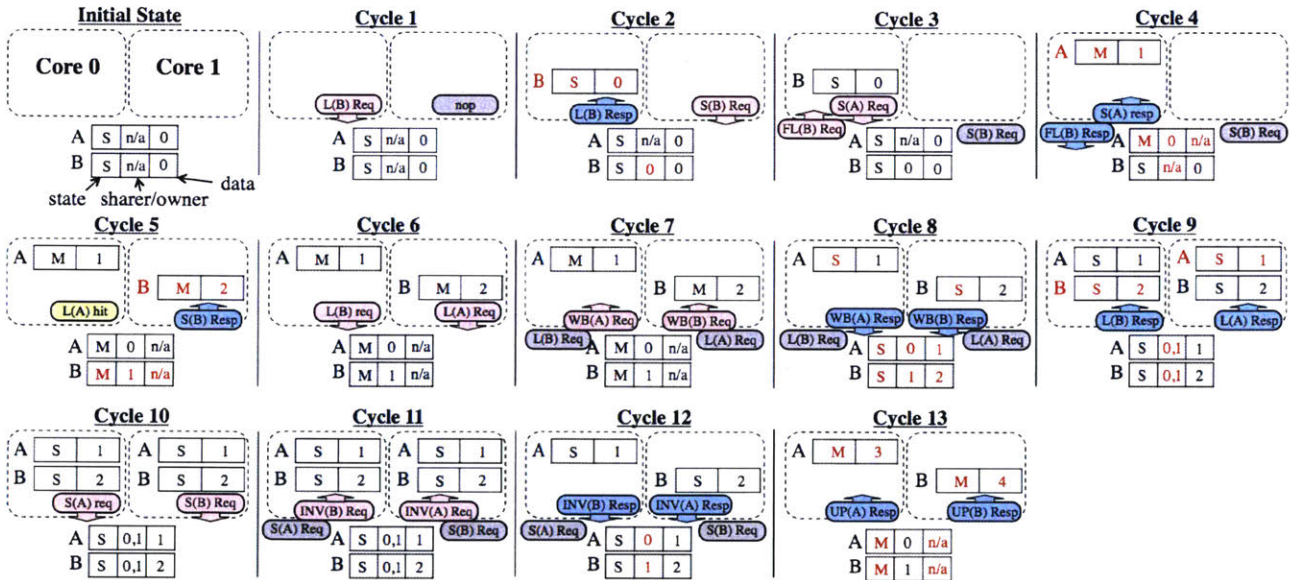 Initial State
Core 0 Core 1
A S n/a 0
B S n/a 0
state sharer/owner data
Cycle 1
L(B) Req nop
A S n/a 0
B S n/a 0
Cycle 2
B S 0
L(B) Resp S(B) Req
A S n/a 0
B S 0 0
Cycle 3
B S 0
S(A) Req
FL(B) Req S(B) Req
A S n/a 0
B S 0 0
Cycle 4
A M 1
S(A) resp
FL(B) Resp S(B) Req
A M 0 n/a
B S n/a 0
Cycle 5
A M 1
B M 2
L(A) hit S(B) Resp
A M 0 n/a
B M 1 n/a
Cycle 6
A M 1
B M 2
L(B) req L(A) Req
A M 0 n/a
B M 1 n/a
Cycle 7
A M 1
B M 2
WB(A) Req WB(B) Req
L(B) Req L(A) Req
A M 0 n/a
B M 1 n/a
Cycle 8
A S 1
B S 2
WB(A) Resp WB(B) Resp
L(B) Req L(A) Req
A S 0 1
B S 1 2
Cycle 9
A S 1 A S 1
B S 2 B S 2
L(B) Resp L(A) Resp
A S 0,1 1
B S 0,1 2
Cycle 10
A S 1 A S 1
B S 2 B S 2
S(A) req S(B) Req
A S 0,1 1
B S 0,1 2
Cycle 11
A S 1 A S 1
B S 2 B S 2
INV(B) Req INV(A) Req
S(A) Req S(B) Req
A S 0,1 1
B S 0,1 2
Cycle 12
A S 1
B S 2
INV(B) Resp INV(A) Resp
S(A) Req S(B) Req
A S 0 1
B S 1 2
Cycle 13
A M 3
B M 4
UP(A) Resp UP(B) Resp
A M 0 n/a
B M 1 n/a